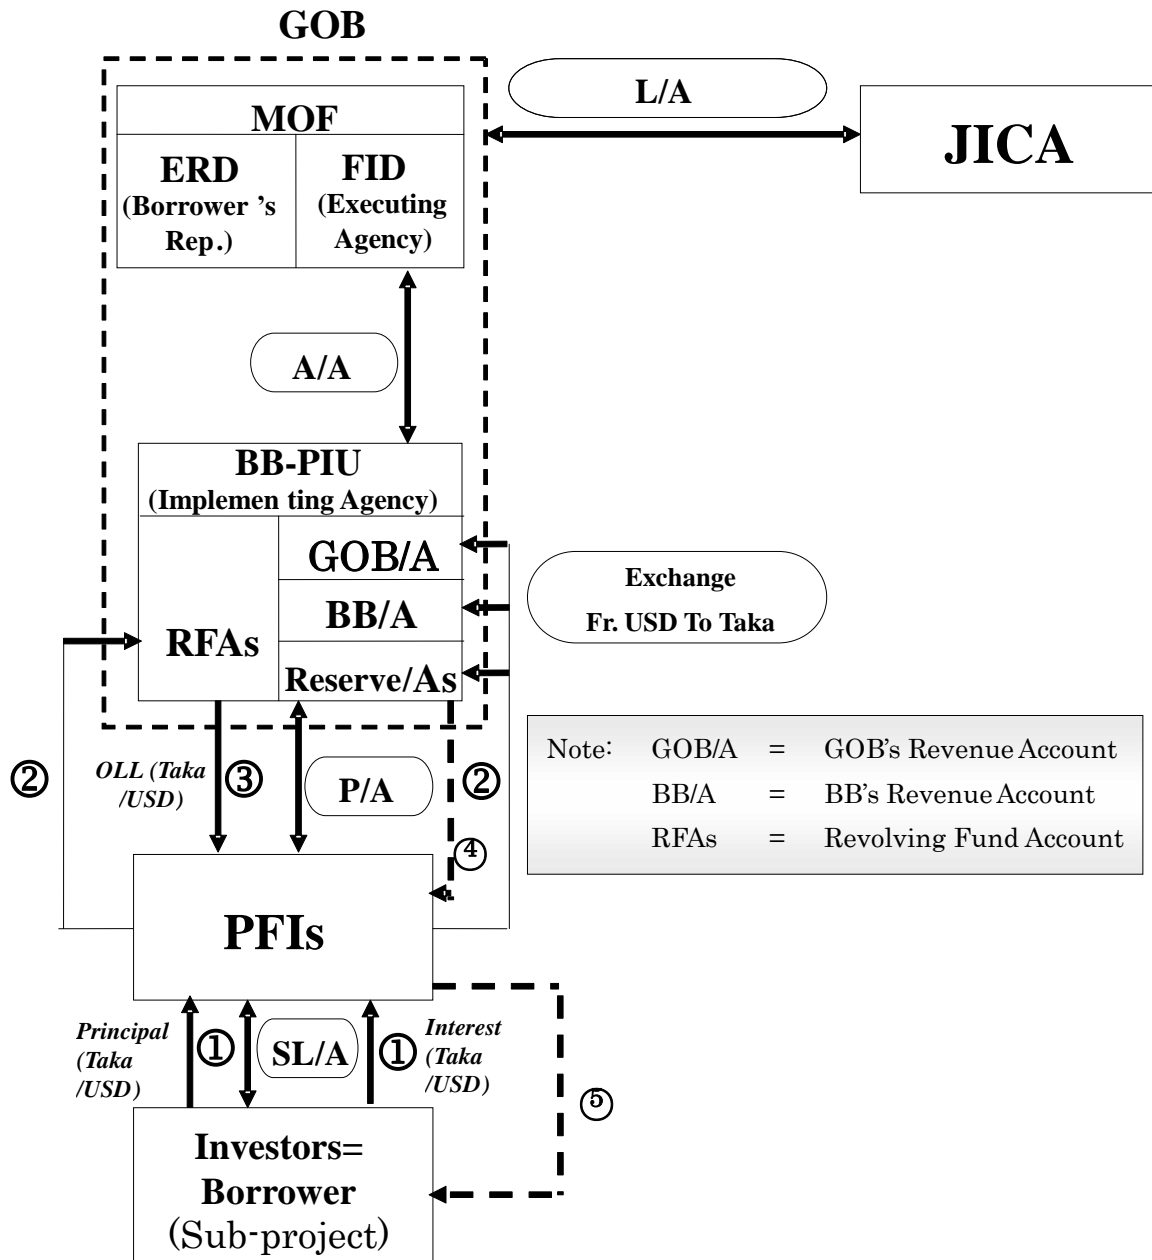 GOB
L/A
MOF
JICA
ERD
(Borrower ’s
Rep.)
FID
(Executing
Agency)
A/A
BB-PIU
(Implemen ting Agency)
GOB/A
BB/A
RFAs
Reserve/As
Exchange
Fr. USD To Taka
Note: GOB/A = GOB's Revenue Account
BB/A = BB's Revenue Account
RFAs = Revolving Fund Account
②
OLL (Taka
/USD)
③
P/A
②
④
PFIs
Principal
(Taka
/USD)
①
SL/A
①
Interest
(Taka
/USD)
⑤
Investors=
Borrower
(Sub-project)